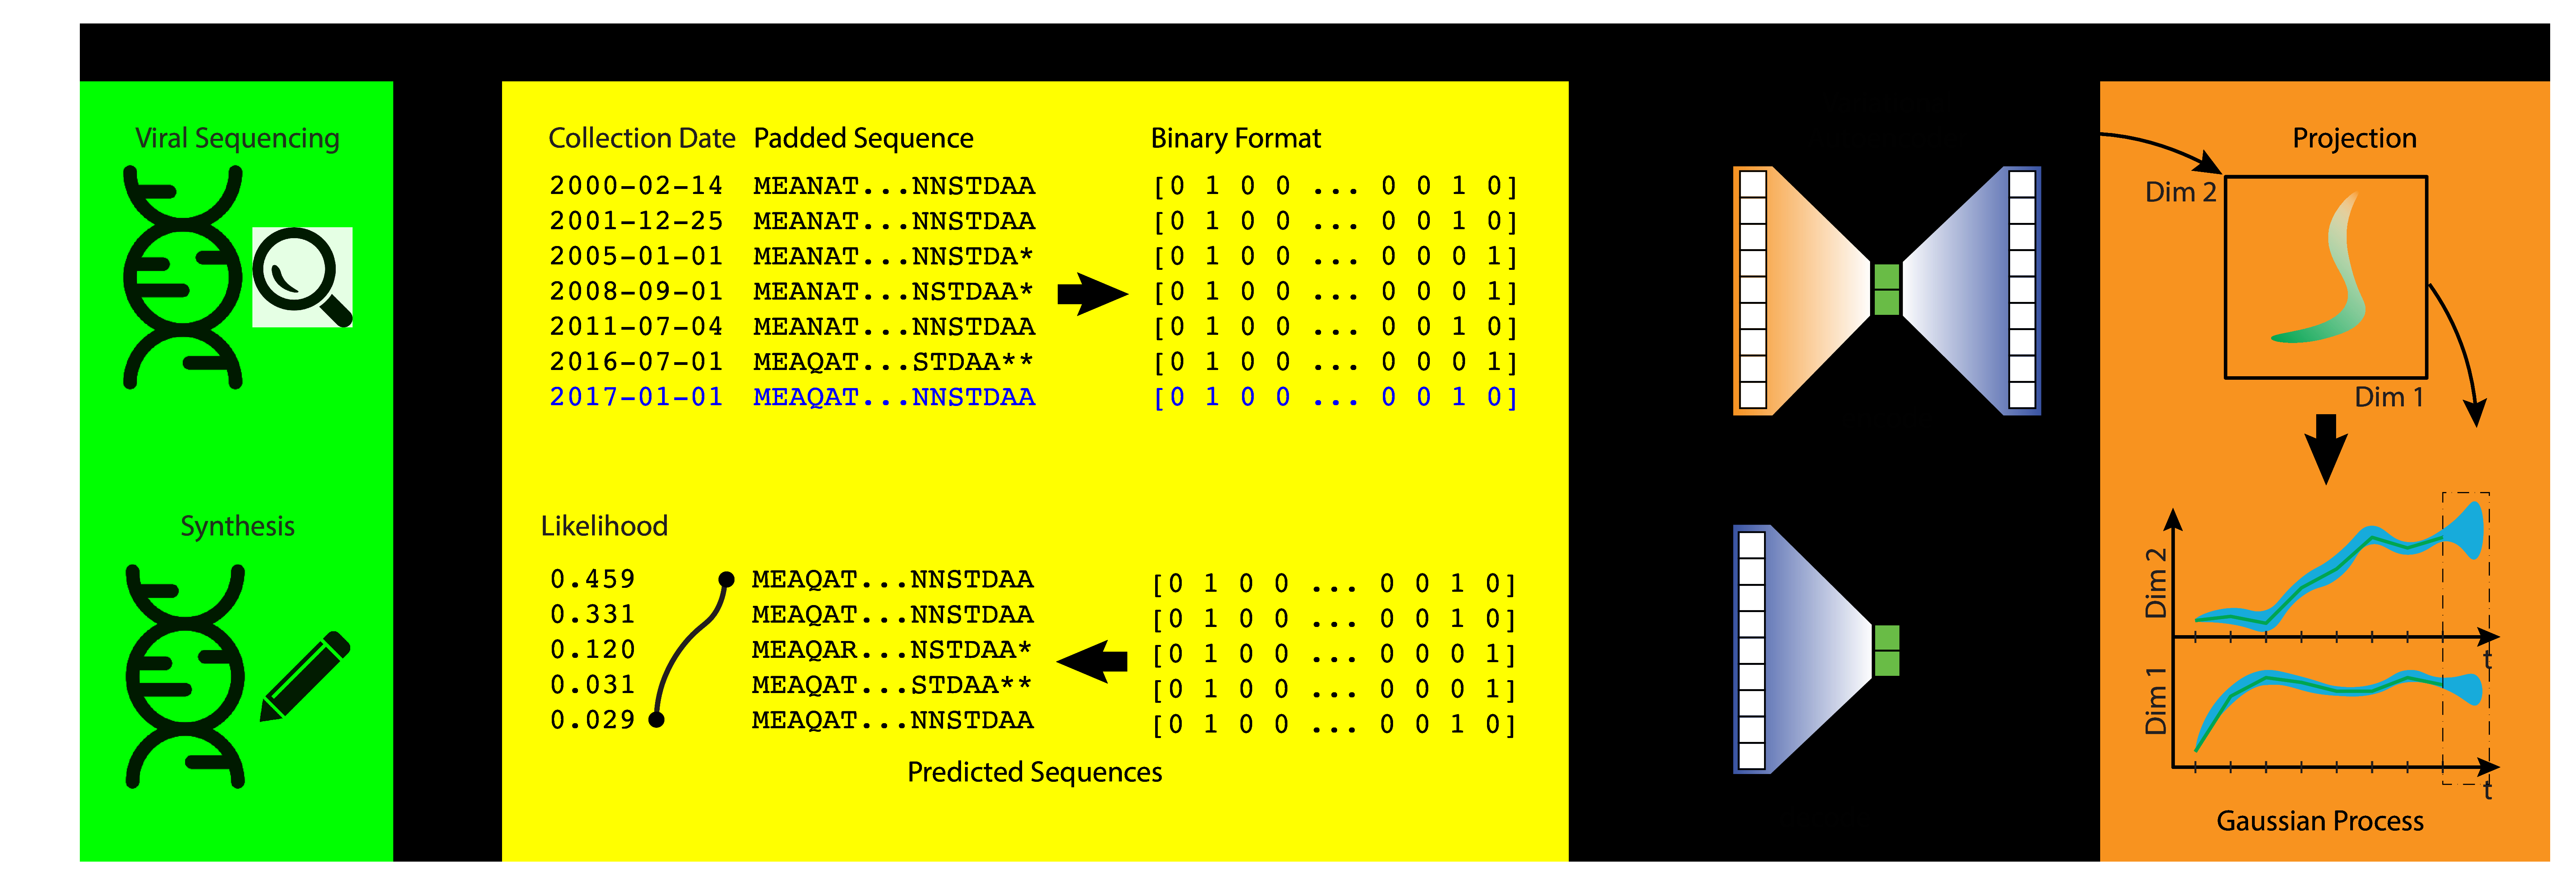 Viral Sequencing
Synthesis
Collection Date Padded Sequence Binary Format
2000-02-14 MEANAT...NNSTDAA [0 1 0 0 ... 0 0 1 0]
2001-12-25 MEANAT...NNSTDAA [0 1 0 0 ... 0 0 1 0]
2005-01-01 MEANAT...NNSTDA* [0 1 0 0 ... 0 0 0 1]
2008-09-01 MEANAT...NSTDAA* [0 1 0 0 ... 0 0 0 1]
2011-07-04 MEANAT...NNSTDAA [0 1 0 0 ... 0 0 1 0]
2016-07-01 MEAQAT...STDAA** [0 1 0 0 ... 0 0 0 1]
2017-01-01 MEAQAT...NNSTDAA [0 1 0 0 ... 0 0 1 0]
Likelihood
0.459 MEAQAT...NNSTDAA [0 1 0 0 ... 0 0 1 0]
0.331 MEAQAT...NNSTDAA [0 1 0 0 ... 0 0 1 0]
0.120 MEAQAR...NSTDAA* [0 1 0 0 ... 0 0 0 1]
0.031 MEAQAT...STDAA** [0 1 0 0 ... 0 0 0 1]
0.029 MEAQAT...NNSTDAA [0 1 0 0 ... 0 0 1 0]
Predicted Sequences
Projection
Dim 2
Dim 1
Dim 2
t
Dim 1
t
Gaussian Process